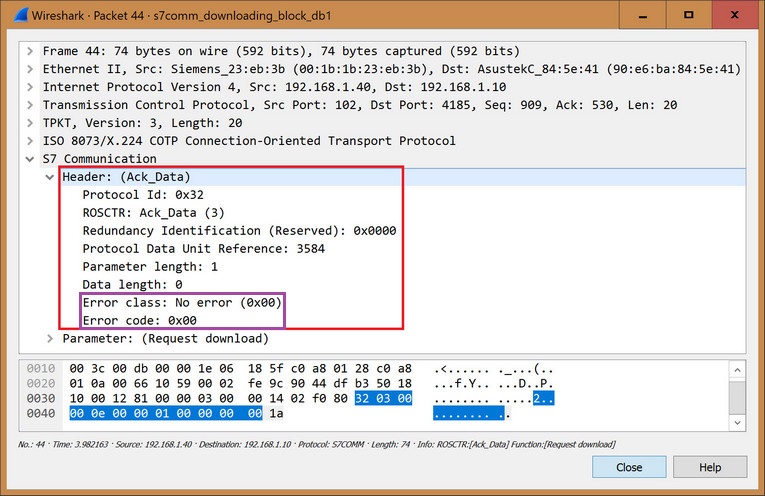 Wireshark · Packet 44 · s7comm_downloading_block_db1
Frame 44: 74 bytes on wire (592 bits), 74 bytes captured (592 bits)
Ethernet II, Src: Siemens_23:eb:3b (00:1b:1b:23:eb:3b), Dst: AsustekC_84:5e:41 (90:e6:ba:84:5e:41)
Internet Protocol Version 4, Src: 192.168.1.40, Dst: 192.168.1.10
Transmission Control Protocol, Src Port: 102, Dst Port: 4185, Seq: 909, Ack: 530, Len: 20
TPKT, Version: 3, Length: 20
ISO 8073/X.224 COTP Connection-Oriented Transport Protocol
S7 Communication
Header: (Ack_Data)
Protocol Id: 0x32
ROSCTR: Ack_Data (3)
Redundancy Identification (Reserved): 0x0000
Protocol Data Unit Reference: 3584
Parameter length: 1
Data length: 0
Error class: No error (0x00)
Error code: 0x00
Parameter: (Request download)
0010 00 3c 00 db 00 00 1e 06 18 5f c0 a8 01 28 c0 a8 .<...... ._...(..
0020 01 0a 00 66 10 59 00 02 fe 9c 90 44 df b3 50 18 ...f.Y.. ...D..P.
0030 10 00 12 81 00 00 03 00 00 14 02 f0 80 32 03 00 ........ .....2..
0040 00 0e 00 00 01 00 00 00 00 1a ........ ..
No.: 44 · Time: 3.982163 · Source: 192.168.1.40 · Destination: 192.168.1.10 · Protocol: S7COMM · Length: 74 · Info: ROSCTR:[Ack_Data] Function:[Request download]
Close Help